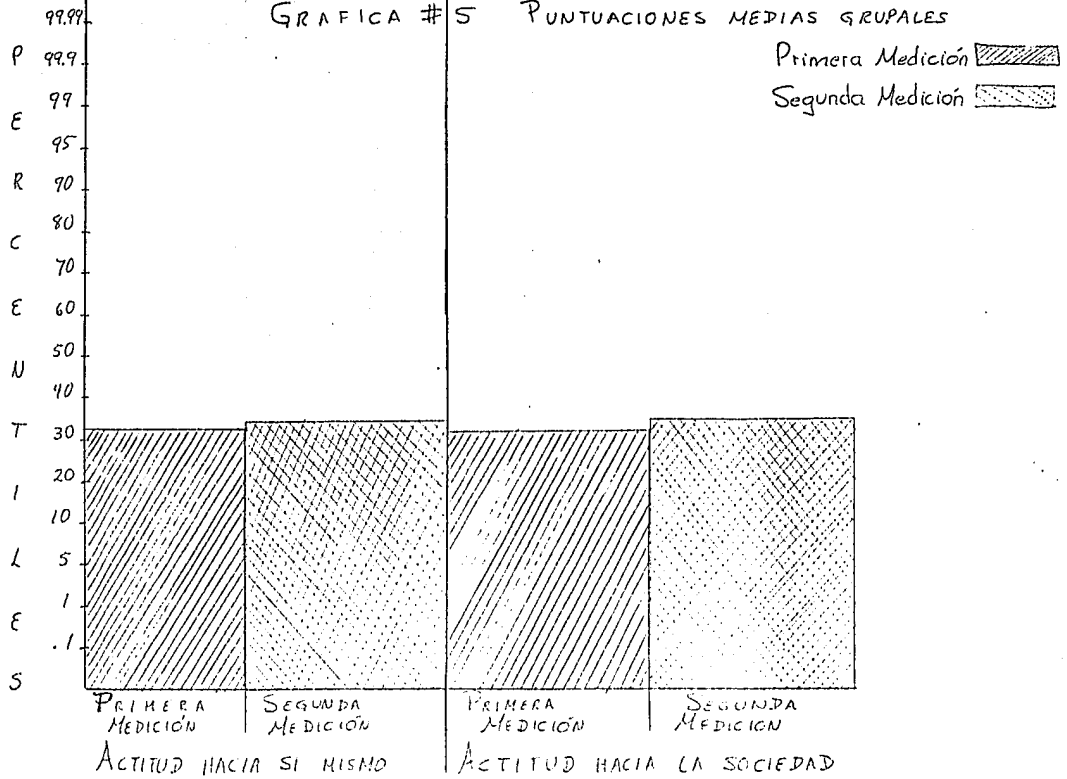 GRAFICA # 5 PUNTUACIONES MEDIAS GRUPALES
Primera Medición
Segunda Medición
PERCENTILES
99.99
99.9
99
95
90
80
70
60
50
40
30
20
10
5
1
.1
PRIMERA MEDICIÓN
SEGUNDA MEDICIÓN
PRIMERA MEDICIÓN
SEGUNDA MEDICION
ACTITUD HACIA SI MISMO
ACTITUD HACIA LA SOCIEDAD